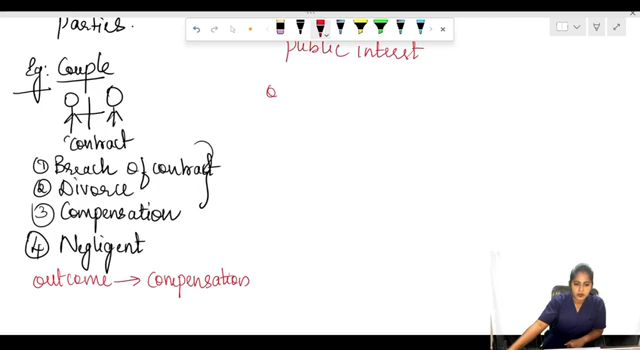 parties.
Eg: Couple
Contract
① Breach of contract
② Divorce
③ Compensation
④ Negligent
outcome → compensation
public interest
O